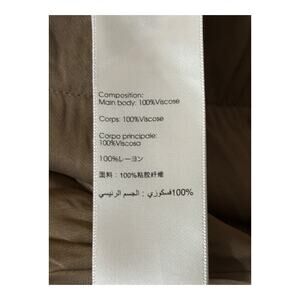 Composition:
Main body: 100%Viscose
Corps: 100%Viscose
Corpo principale:
100%Viscosa
100%レーヨン
面料：100%粘胶纤维
100%فسكوزي : الجسم الرئيسي